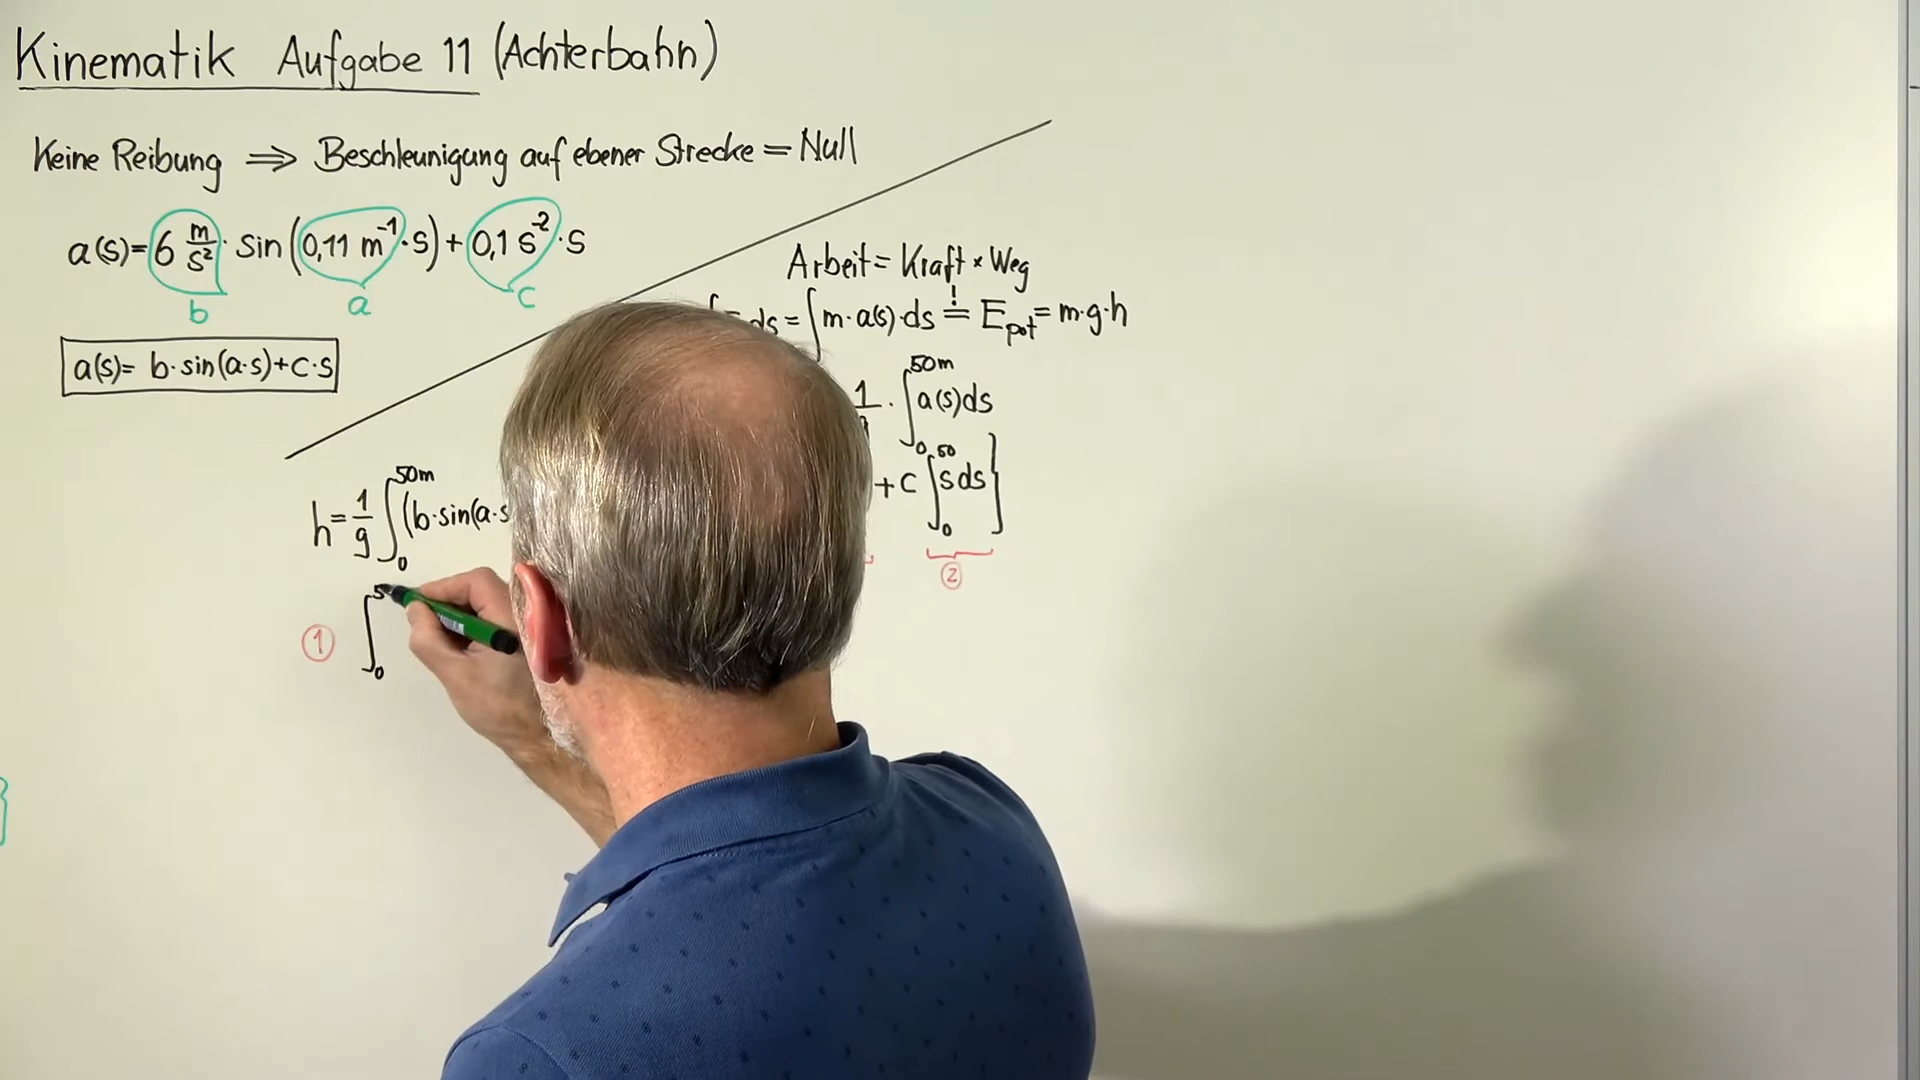 Kinematik Aufgabe 11 (Achterbahn)
Keine Reibung ⟹ Beschleunigung auf ebener Strecke = Null
a(s)= 6 m/s² · sin(0,11 m⁻¹·s) + 0,1 s⁻²·s
b a c
a(s)= b·sin(a·s)+c·s
Arbeit = Kraft × Weg
ds = ∫m·a(s)·ds =! E_pot = m·g·h
1 · ∫₀^50m a(s)ds
h = 1/g ∫₀^50m (b·sin(a·s
+c ∫₀^50 s ds}
②
① ∫₀^5